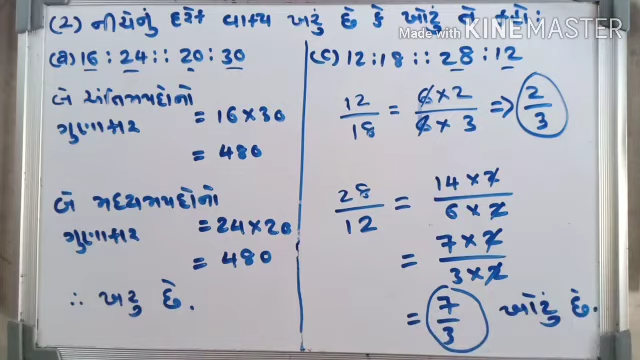 (2) નીચેનું દરેક વાક્ય ખરું છે કે ખોટું તે જણાવો:
Made With KINEMASTER
(a) 16 : 24 :: 20 : 30
બે અંતિમપદોનો
ગુણાકાર = 16 × 30
= 480
બે મધ્યમપદોનો
ગુણાકાર = 24 × 20
= 480
∴ ખરું છે.
(c) 12 : 18 :: 28 : 12
12/18 = 6 × 2 / 6 × 3 => 2/3
28/12 = 14 × 2 / 6 × 2
= 7 × 2 / 3 × 2
= 7/3 ખોટું છે.